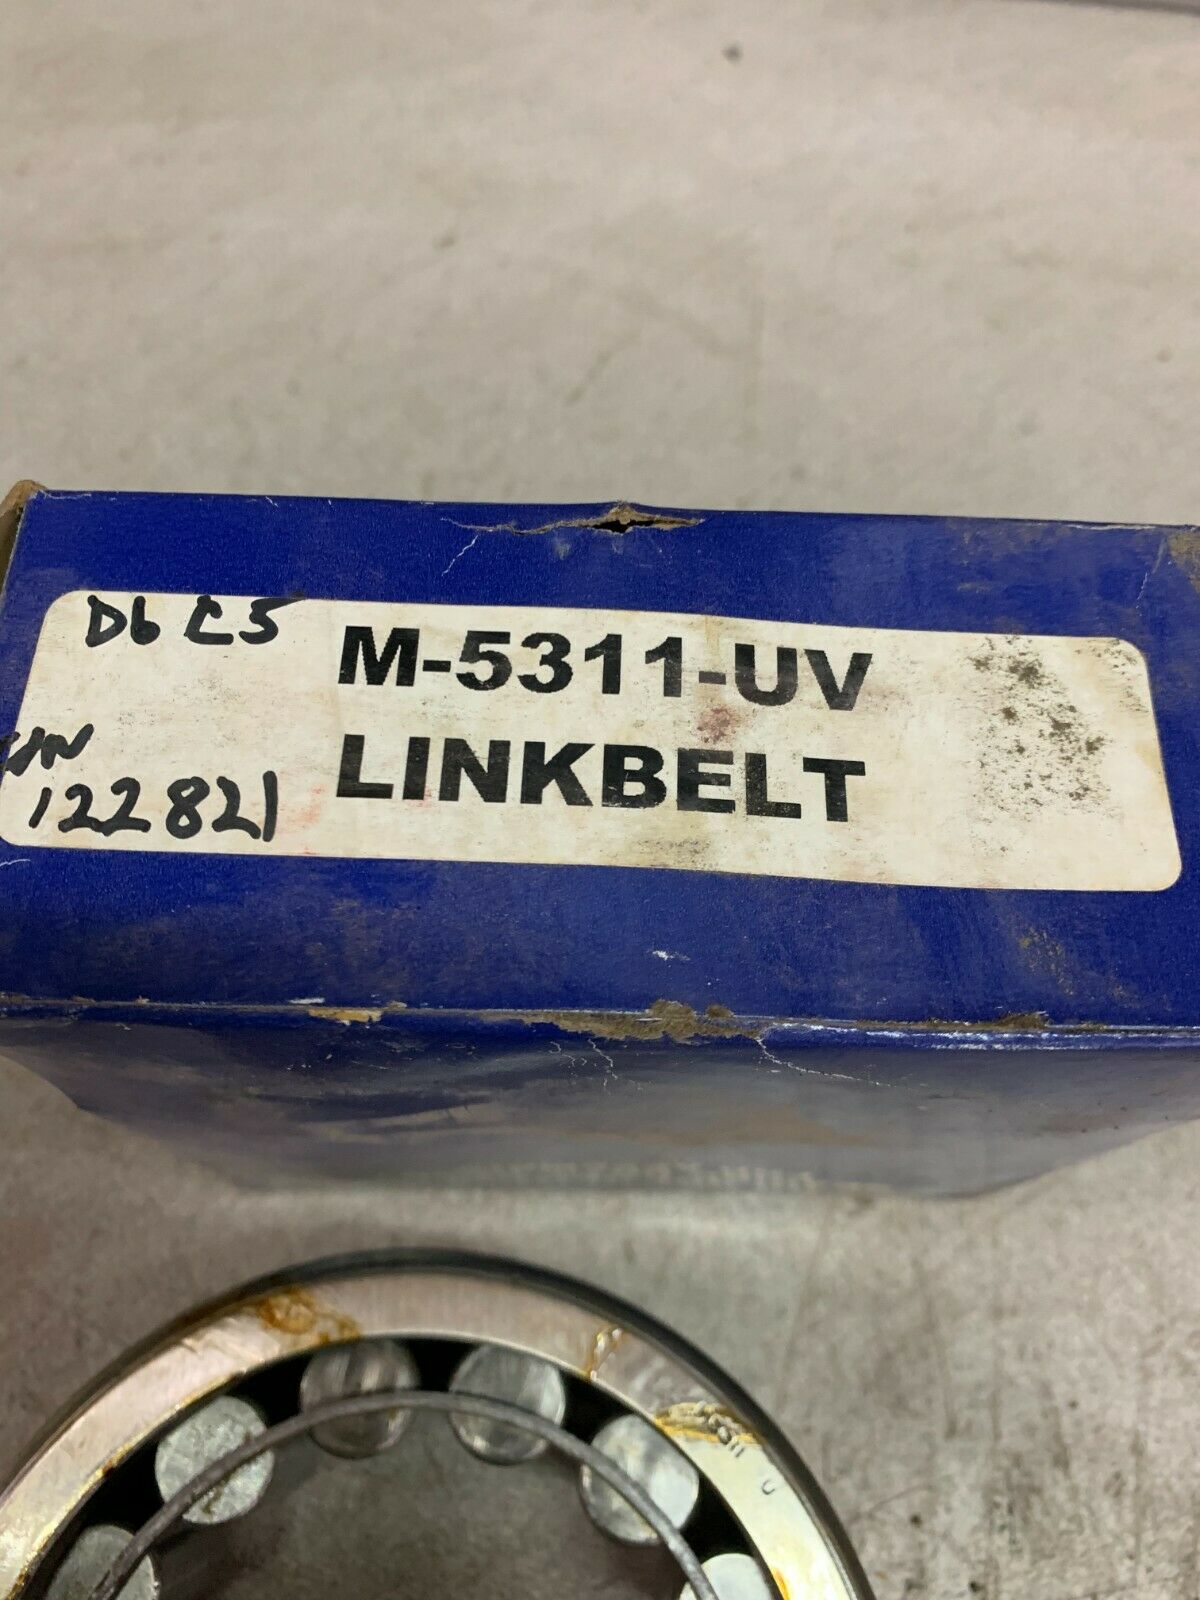 D6 C5
M-5311-UV
LINKBELT
122821